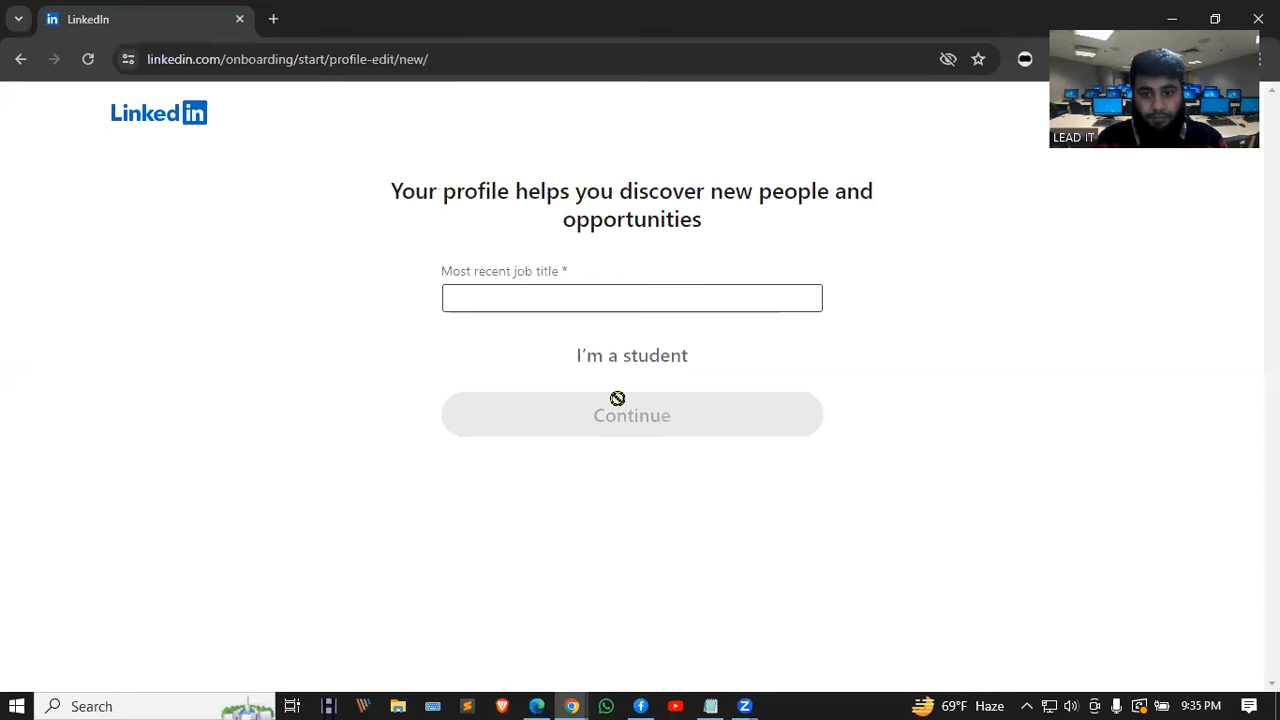 LinkedIn
linkedin.com/onboarding/start/profile-edit/new/
LEAD IT
Linked in
Your profile helps you discover new people and
opportunities
Most recent job title *
I'm a student
Continue
Search
69°F Haze
9:35 PM